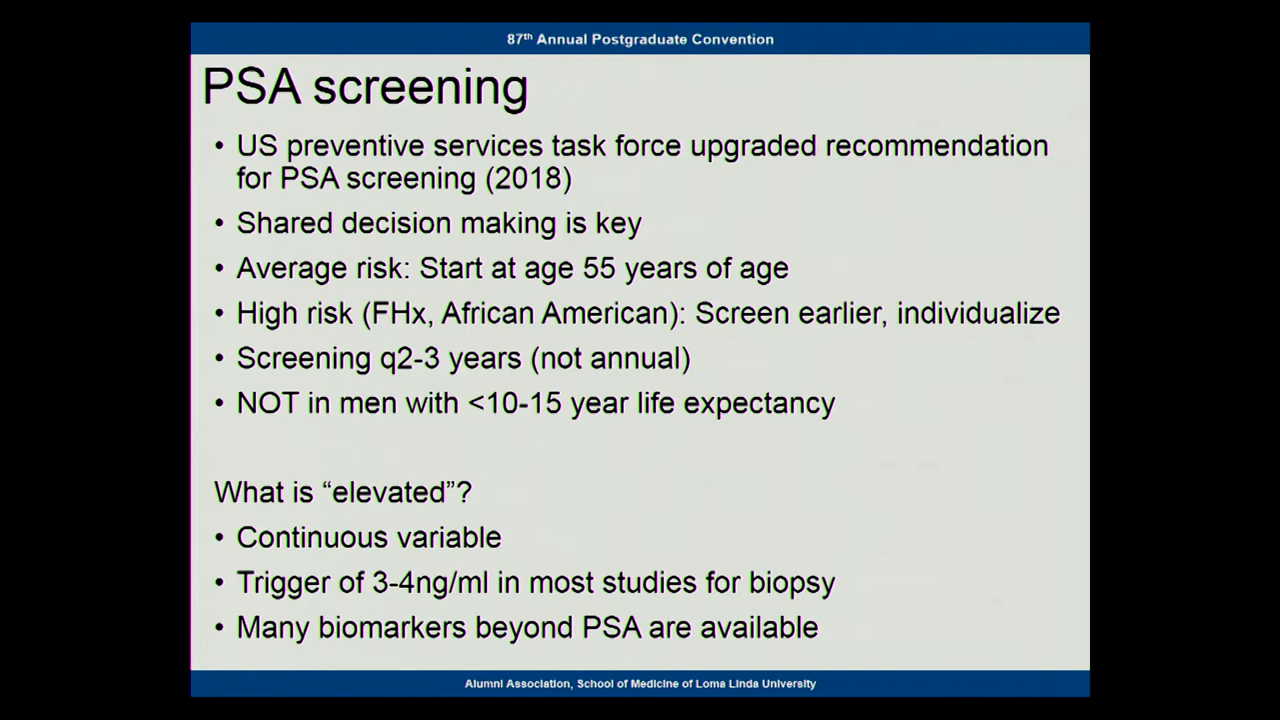 87th Annual Postgraduate Convention
PSA screening
• US preventive services task force upgraded recommendation
for PSA screening (2018)
• Shared decision making is key
• Average risk: Start at age 55 years of age
• High risk (FHx, African American): Screen earlier, individualize
• Screening q2-3 years (not annual)
• NOT in men with <10-15 year life expectancy
What is “elevated”?
• Continuous variable
• Trigger of 3-4ng/ml in most studies for biopsy
• Many biomarkers beyond PSA are available
Alumni Association, School of Medicine of Loma Linda University